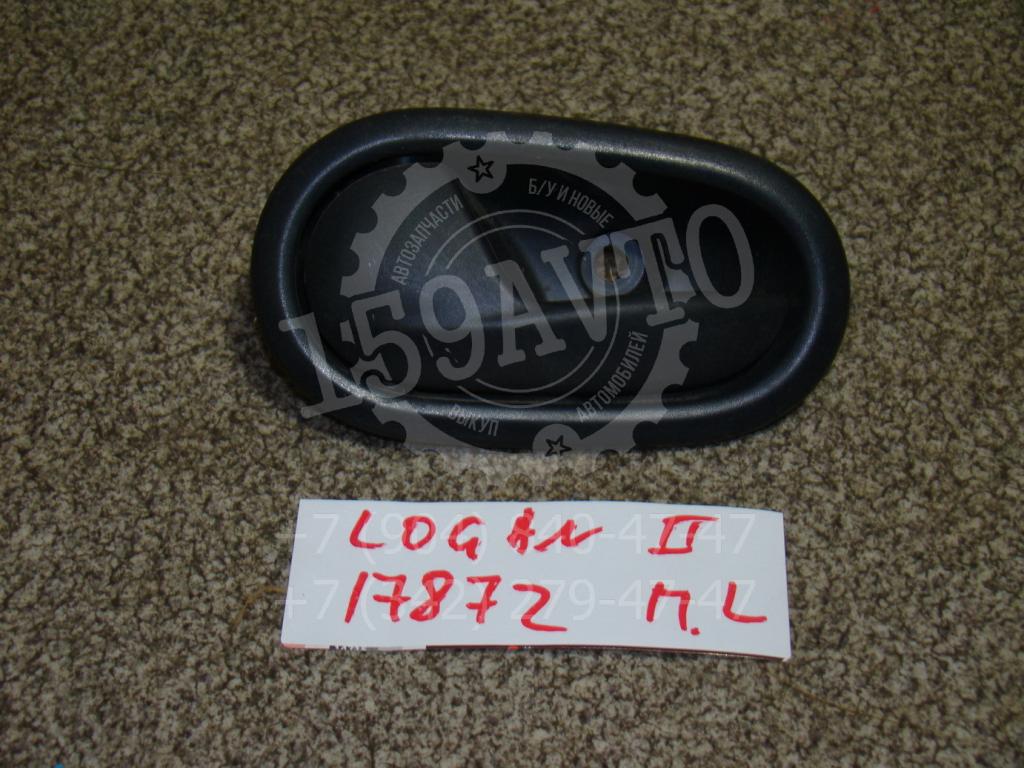 АВТОЗАПЧАСТИ
Б/У И НОВЫЕ
159AVTO
ВЫКУП
АВТОМОБИЛЕЙ
LOGAN II
17872 П.L